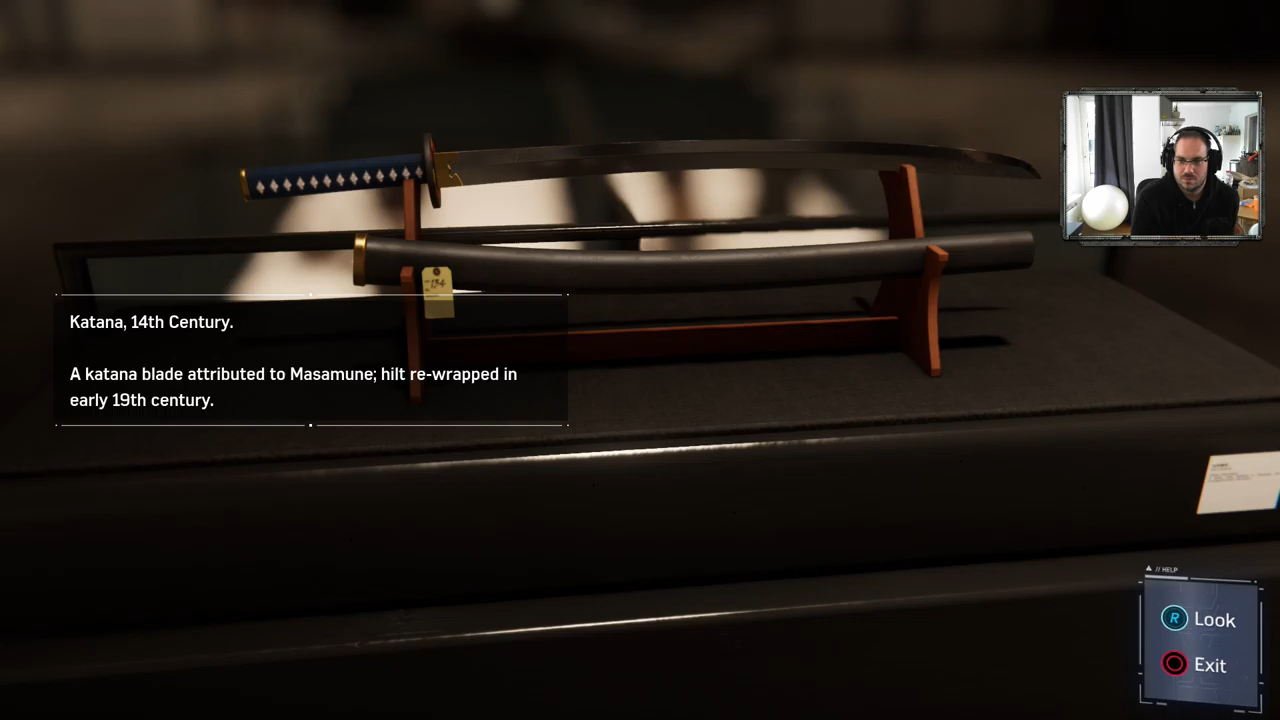 Katana, 14th Century.
A katana blade attributed to Masamune; hilt re-wrapped in
early 19th century.
// HELP
R Look
Exit